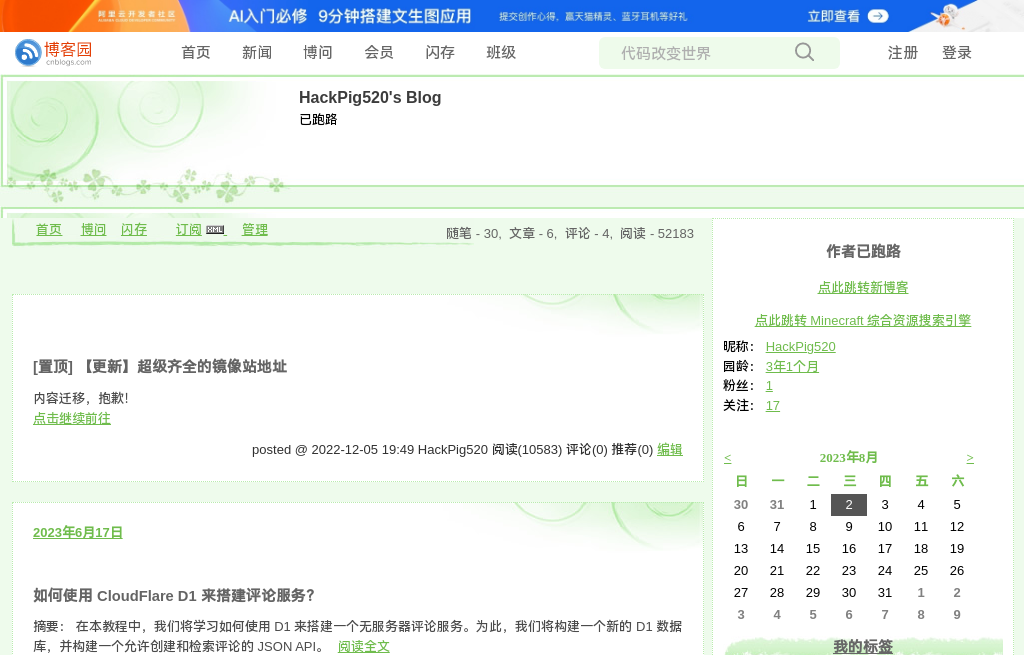 阿里云开发者社区
AI入门必修 9分钟搭建文生图应用
提交创作心得，赢天猫精灵、蓝牙耳机等好礼
立即查看
博客园
cnblogs.com
首页 新闻 博问 会员 闪存 班级
代码改变世界
注册 登录
HackPig520's Blog
已跑路
首页 博问 闪存 订阅 XML 管理
随笔 - 30, 文章 - 6, 评论 - 4, 阅读 - 52183
[置顶] 【更新】超级齐全的镜像站地址
内容迁移，抱歉！
点击继续前往
posted @ 2022-12-05 19:49 HackPig520 阅读(10583) 评论(0) 推荐(0) 编辑
2023年6月17日
如何使用 CloudFlare D1 来搭建评论服务？
摘要： 在本教程中，我们将学习如何使用 D1 来搭建一个无服务器评论服务。为此，我们将构建一个新的 D1 数据
库，并构建一个允许创建和检索评论的 JSON API。 阅读全文
作者已跑路
点此跳转新博客
点此跳转 Minecraft 综合资源搜索引擎
昵称： HackPig520
园龄： 3年1个月
粉丝： 1
关注： 17
< 2023年8月 >
日 一 二 三 四 五 六
30 31 1 2 3 4 5
6 7 8 9 10 11 12
13 14 15 16 17 18 19
20 21 22 23 24 25 26
27 28 29 30 31 1 2
3 4 5 6 7 8 9
我的标签